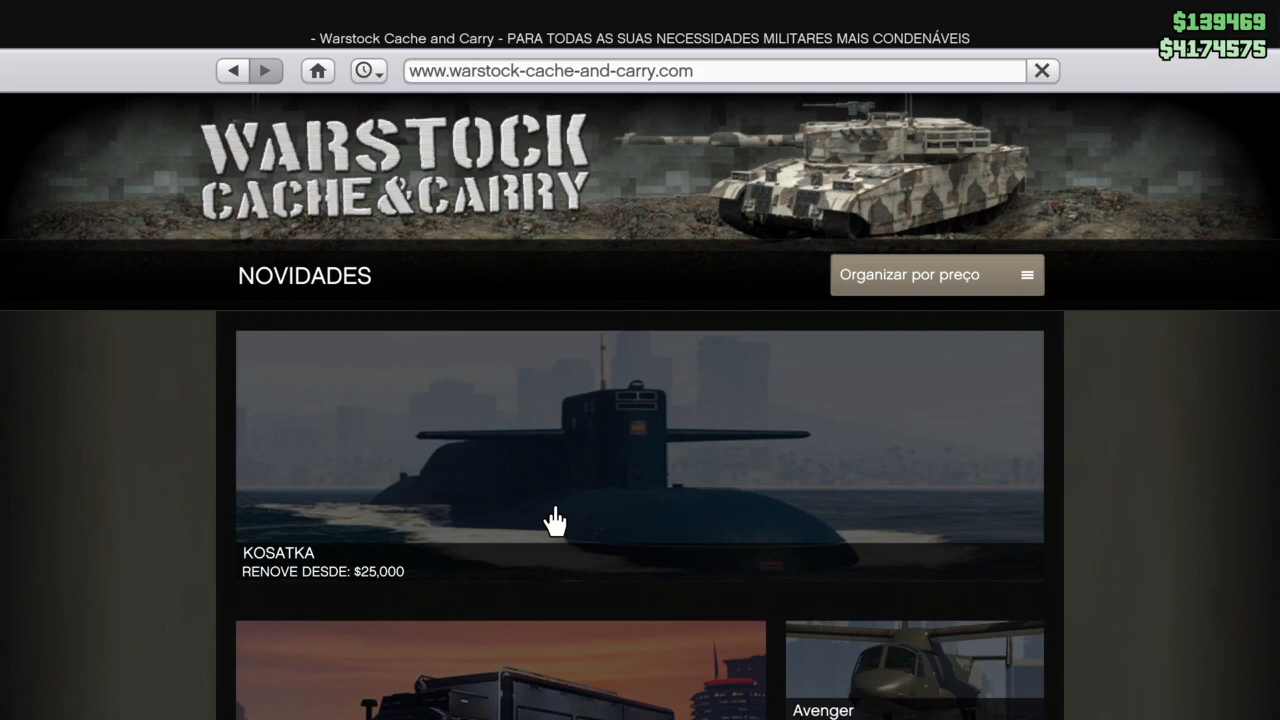 $139469
- Warstock Cache and Carry - PARA TODAS AS SUAS NECESSIDADES MILITARES MAIS CONDENÁVEIS
$4174575
www.warstock-cache-and-carry.com
WARSTOCK
CACHE&CARRY
NOVIDADES
Organizar por preço
KOSATKA
RENOVE DESDE: $25,000
Avenger